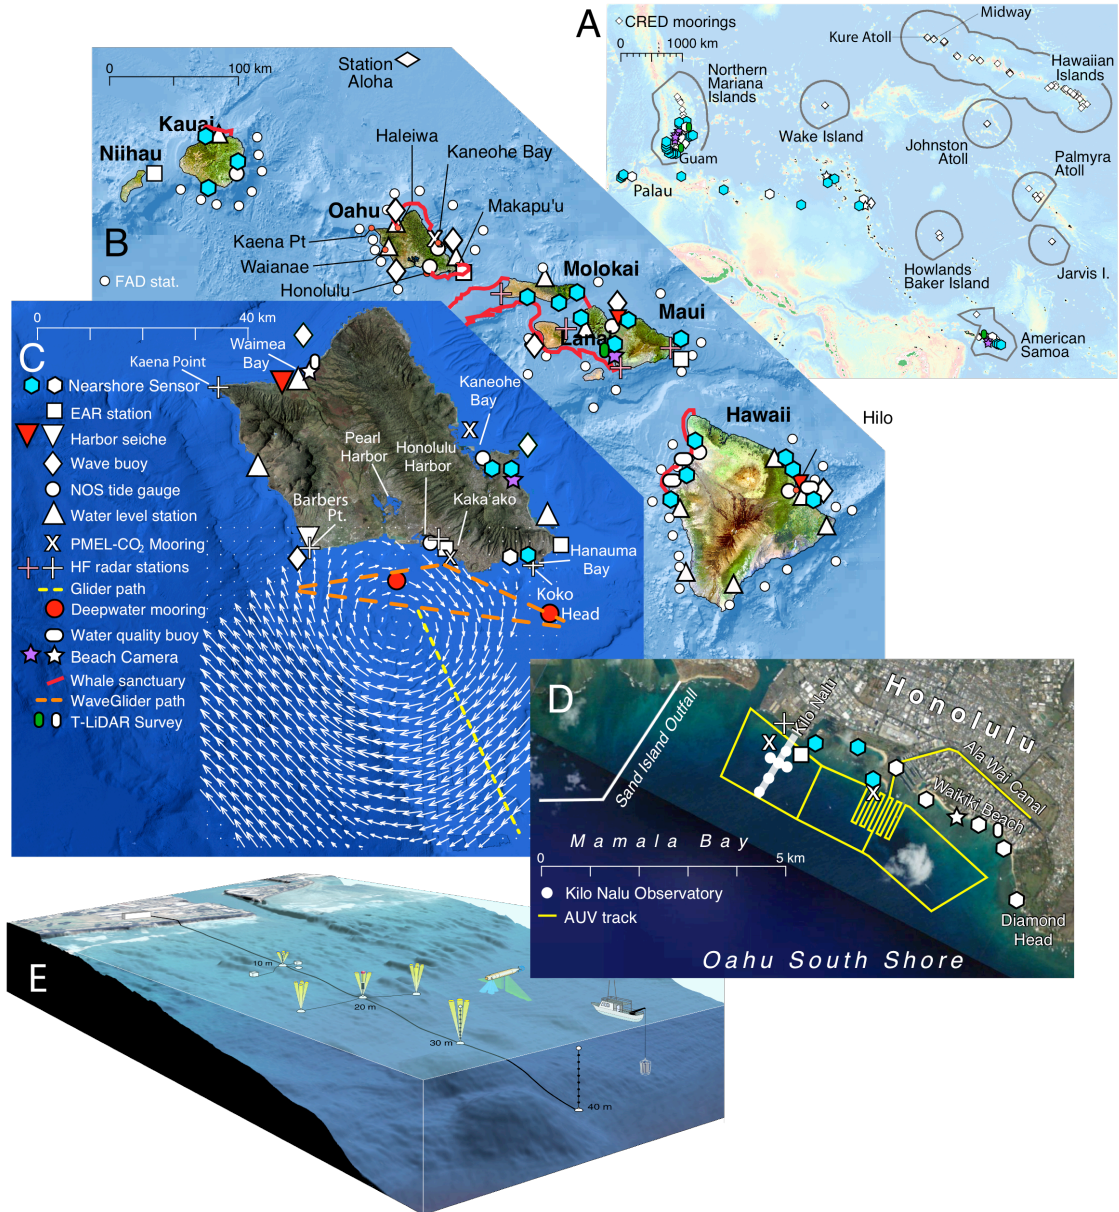 A
CRED moorings
0 1000 km
Midway
Kure Atoll
Hawaiian
Islands
Northern
Mariana
Islands
Wake Island
Johnston
Atoll
Palmyra
Atoll
Guam
Palau
Howlands
Baker Island
Jarvis I.
American
Samoa
B
0 100 km
Station
Aloha
Kauai
Niihau
Haleiwa
Kaneohe Bay
Oahu
Makapu'u
Kaena Pt
Waianae
Honolulu
FAD stat.
Molokai
Maui
Lanai
Hawaii
Hilo
C
0 40 km
Waimea
Bay
Kaena Point
Kaneohe
Bay
Pearl
Harbor
Honolulu
Harbor
Kaka'ako
Barbers
Pt.
Hanauma
Bay
Koko
Head
Nearshore Sensor
EAR station
Harbor seiche
Wave buoy
NOS tide gauge
Water level station
PMEL-CO₂ Mooring
HF radar stations
Glider path
Deepwater mooring
Water quality buoy
Beach Camera
Whale sanctuary
WaveGlider path
T-LiDAR Survey
D
Honolulu
Kilo Nalu
Sand Island Outfall
Ala Wai Canal
Waikiki Beach
Mamala Bay
0 5 km
Kilo Nalu Observatory
AUV track
Diamond
Head
Oahu South Shore
E
10 m
20 m
30 m
40 m